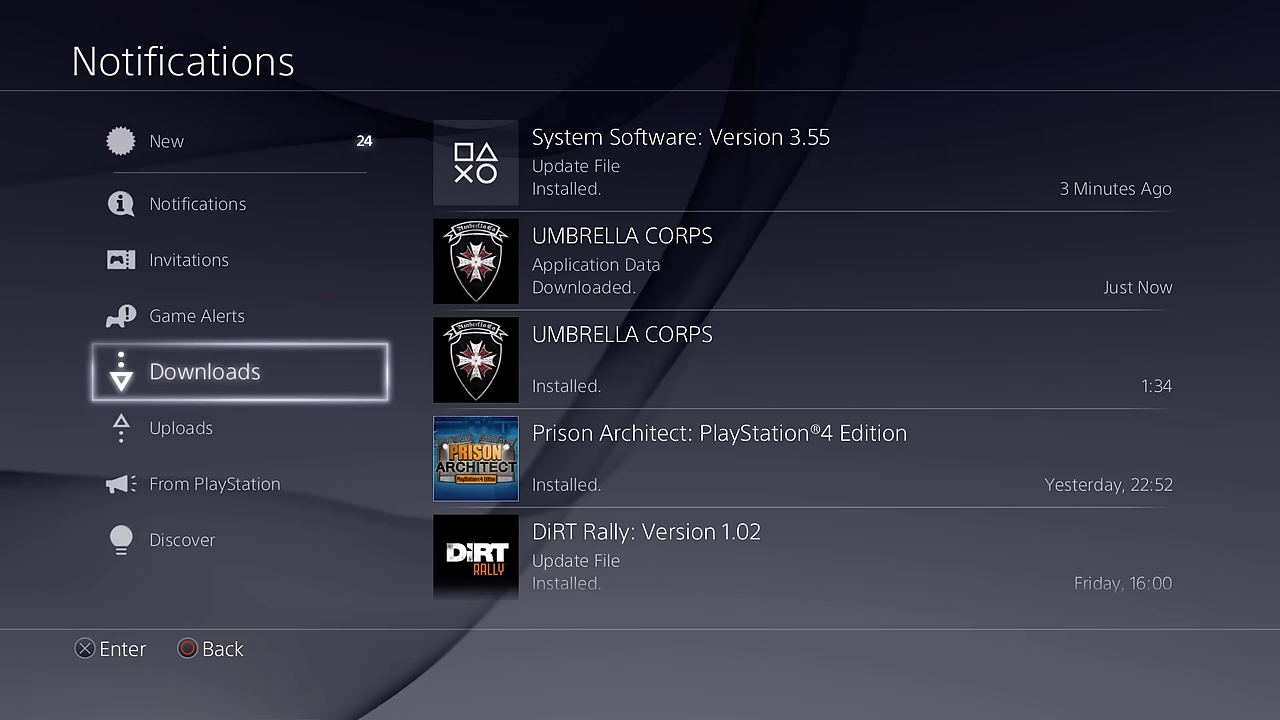 Notifications
New
24
Notifications
Invitations
Game Alerts
Downloads
Uploads
From PlayStation
Discover
System Software: Version 3.55
Update File
Installed.
3 Minutes Ago
UMBRELLA CORPS
Application Data
Downloaded.
Just Now
UMBRELLA CORPS
Installed.
1:34
PRISON
ARCHITECT
PlayStation®4 Edition
Prison Architect: PlayStation®4 Edition
Installed.
Yesterday, 22:52
DiRT
RALLY
DiRT Rally: Version 1.02
Update File
Installed.
Friday, 16:00
Enter
Back